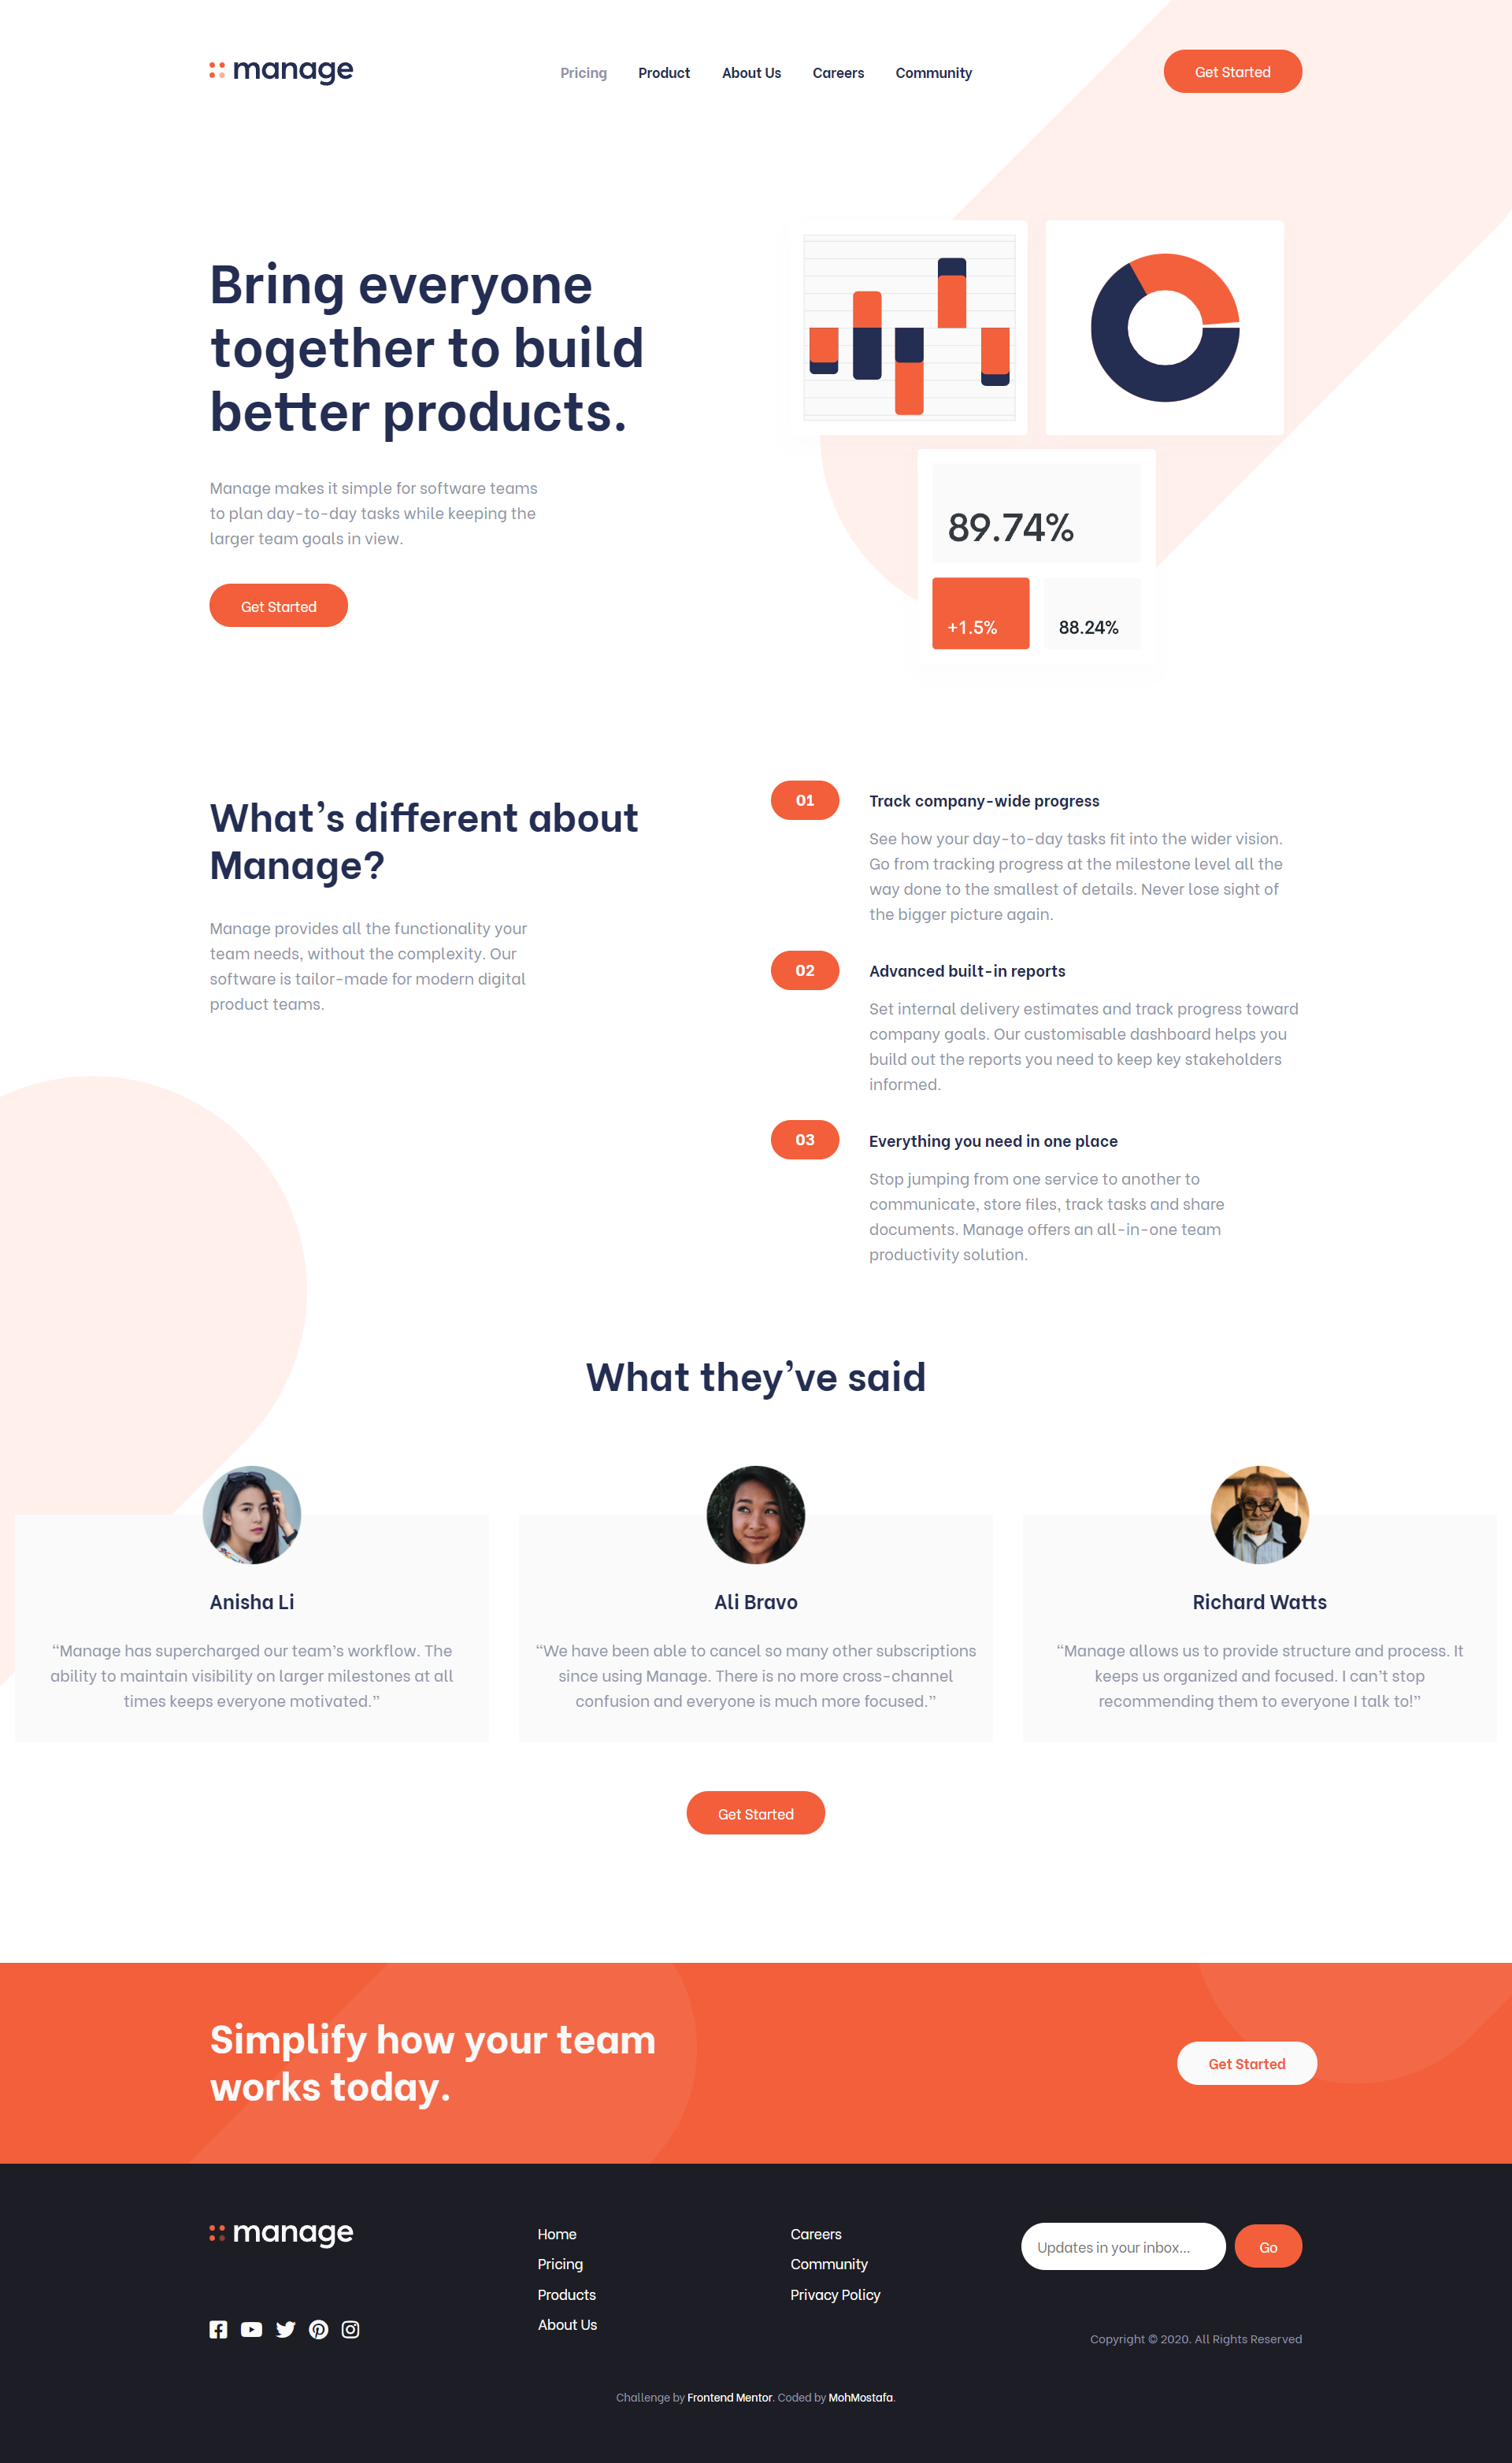 manage
Pricing
Product
About Us
Careers
Community
Get Started
Bring everyone
together to build
better products.
Manage makes it simple for software teams
to plan day-to-day tasks while keeping the
larger team goals in view.
Get Started
89.74%
+1.5%
88.24%
What's different about
Manage?
Manage provides all the functionality your
team needs, without the complexity. Our
software is tailor-made for modern digital
product teams.
01
Track company-wide progress
See how your day-to-day tasks fit into the wider vision.
Go from tracking progress at the milestone level all the
way done to the smallest of details. Never lose sight of
the bigger picture again.
02
Advanced built-in reports
Set internal delivery estimates and track progress toward
company goals. Our customisable dashboard helps you
build out the reports you need to keep key stakeholders
informed.
03
Everything you need in one place
Stop jumping from one service to another to
communicate, store files, track tasks and share
documents. Manage offers an all-in-one team
productivity solution.
What they've said
Anisha Li
“Manage has supercharged our team's workflow. The
ability to maintain visibility on larger milestones at all
times keeps everyone motivated.”
Ali Bravo
“We have been able to cancel so many other subscriptions
since using Manage. There is no more cross-channel
confusion and everyone is much more focused.”
Richard Watts
“Manage allows us to provide structure and process. It
keeps us organized and focused. I can't stop
recommending them to everyone I talk to!”
Get Started
Simplify how your team
works today.
Get Started
manage
Home
Pricing
Products
About Us
Careers
Community
Privacy Policy
Updates in your inbox...
Go
Copyright © 2020. All Rights Reserved
Challenge by Frontend Mentor. Coded by MohMostafa.